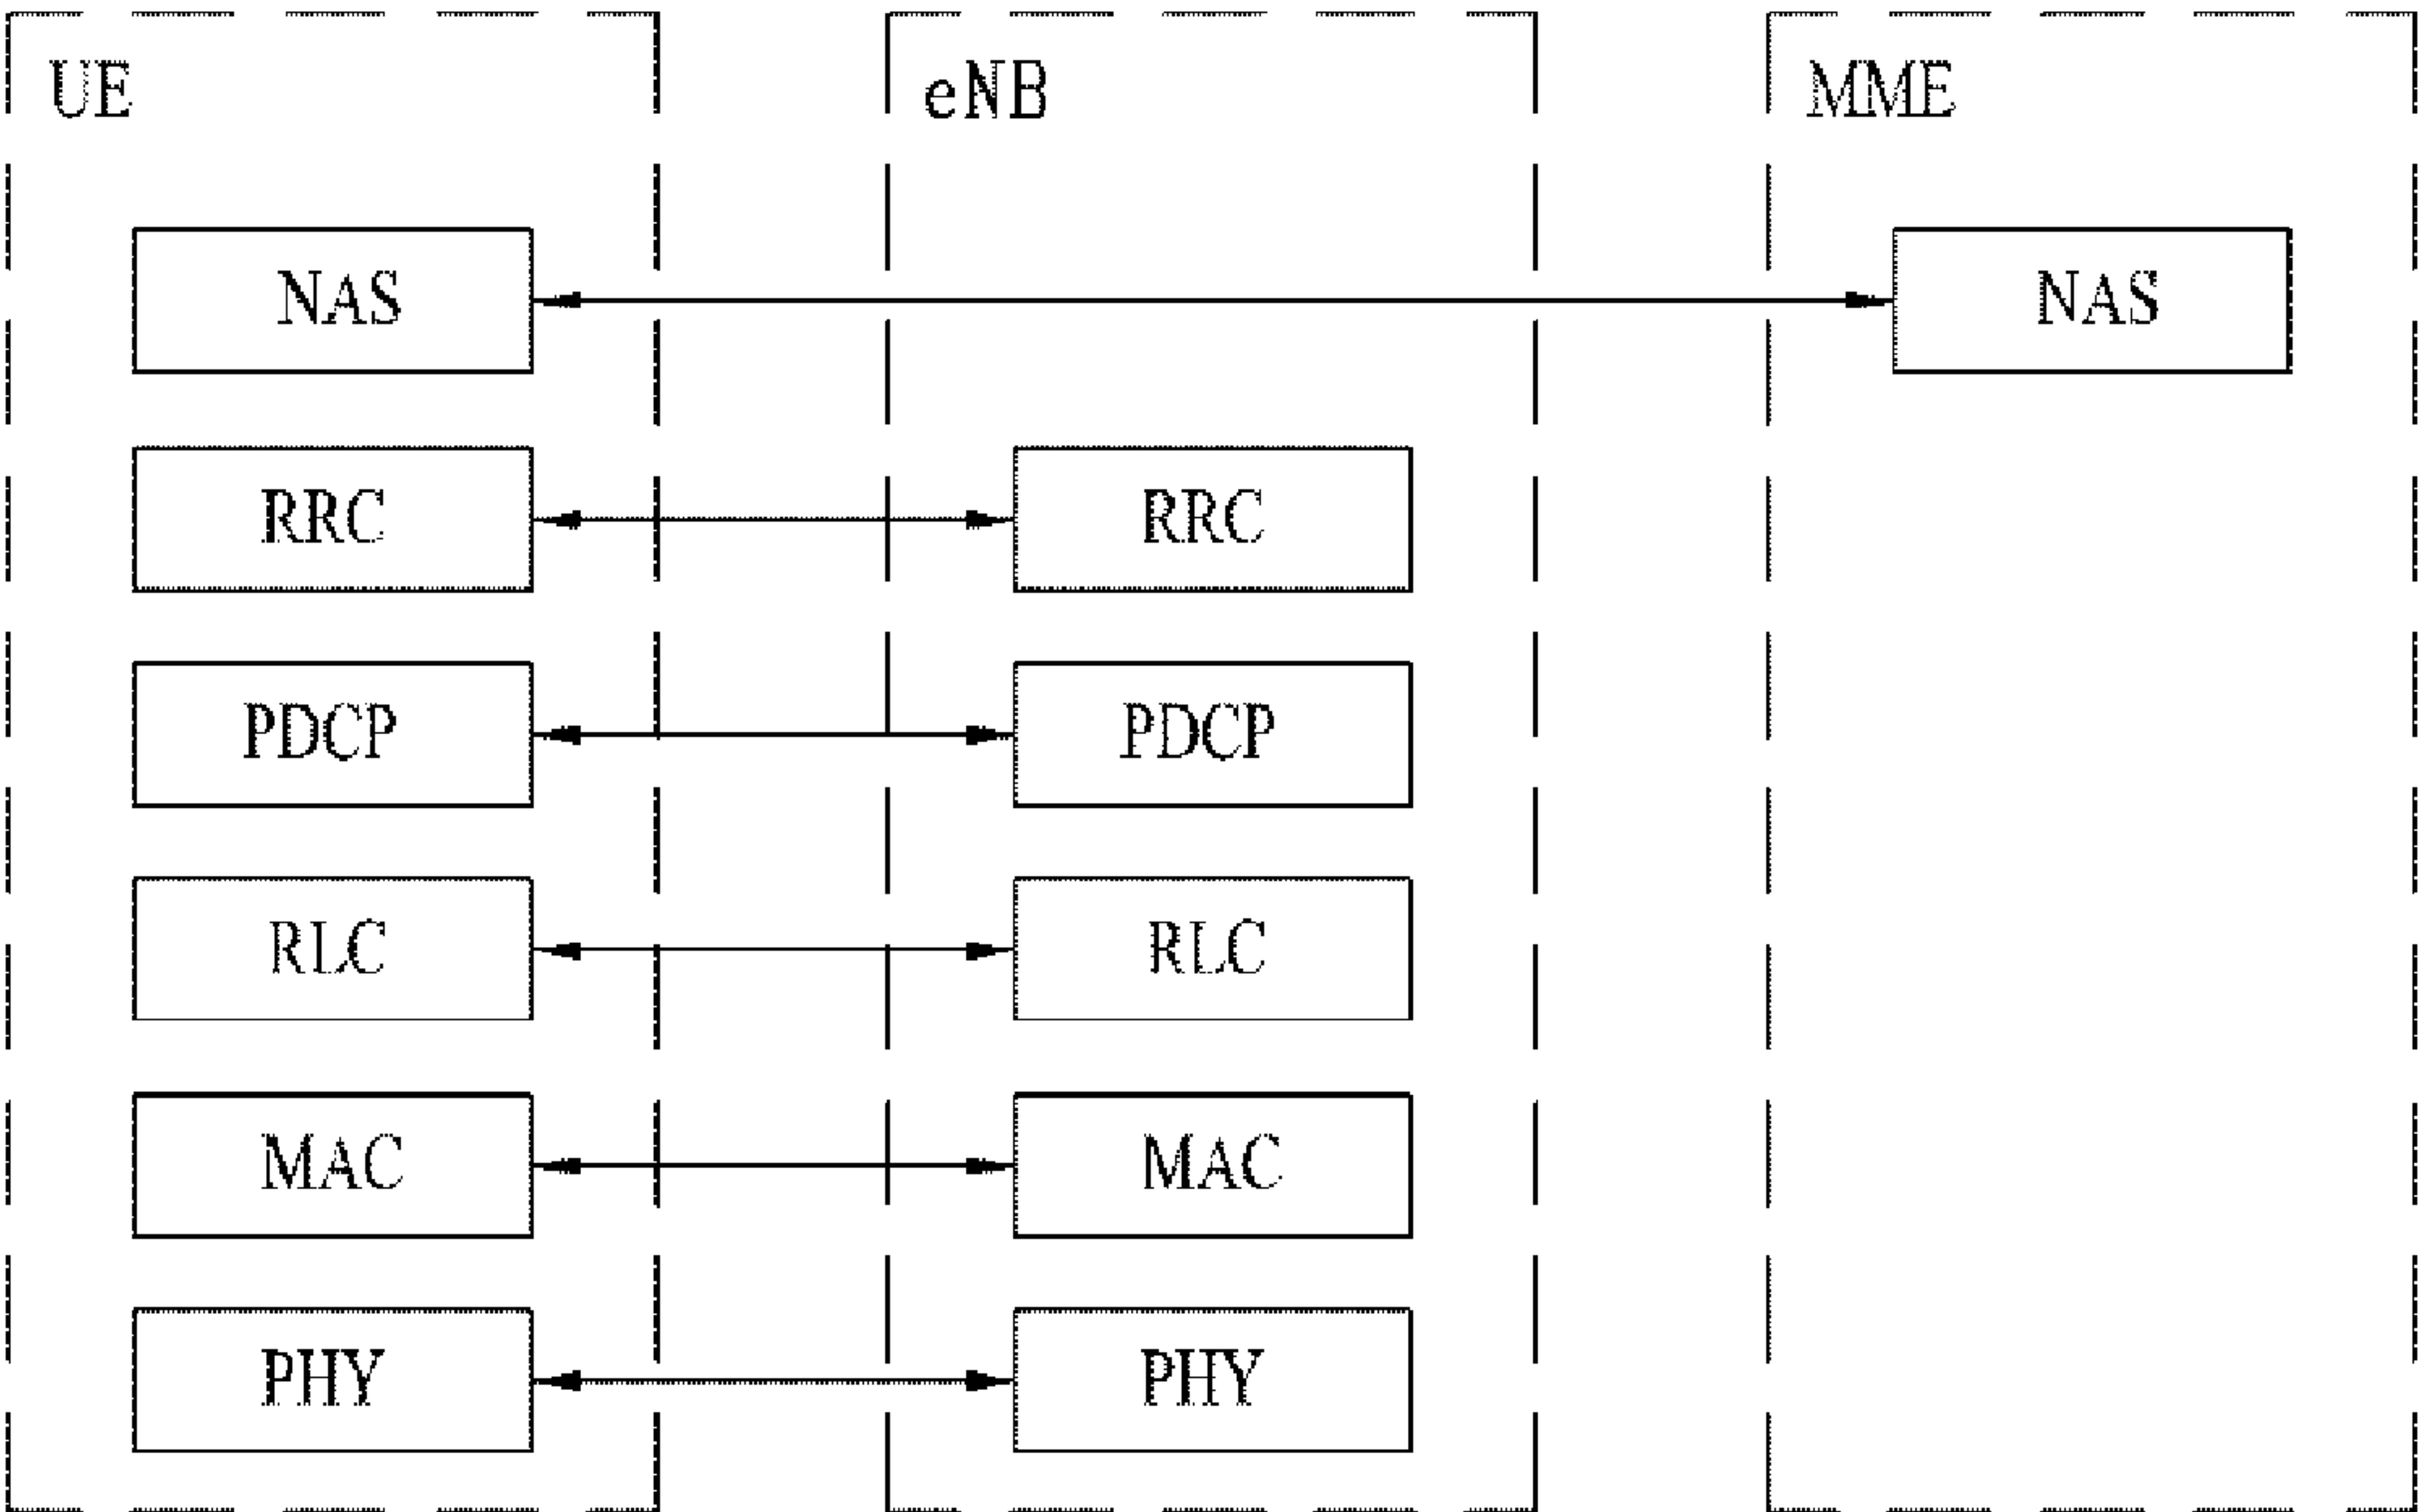 UE eNB MME
NAS NAS
RRC RRC
PDCP PDCP
RLC RLC
MAC MAC
PHY PHY